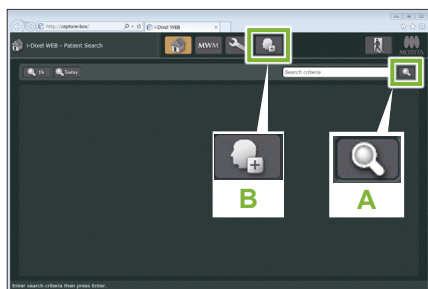 http://capture-box/
i-Dixel WEB
i-Dixel WEB - Patient Search
MWM
MORITA
1h
Today
Search criteria
B
A
Enter search criteria then press Enter.